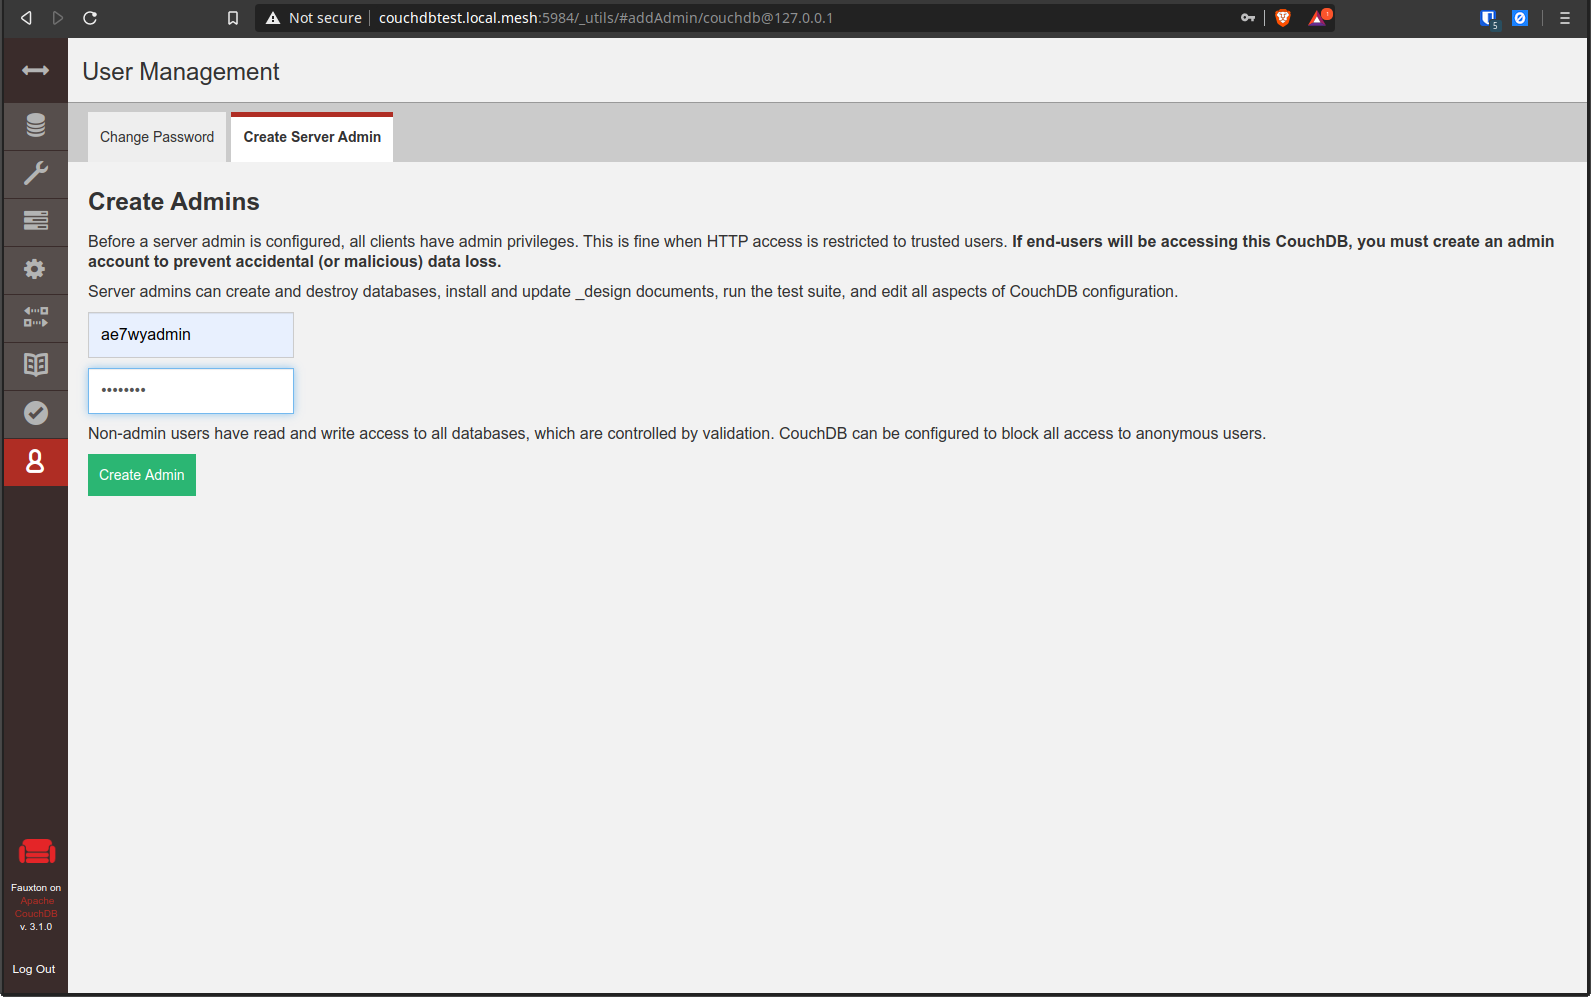 Not secure couchdbtest.local.mesh:5984/_utils/#addAdmin/couchdb@127.0.0.1
5
User Management
Change Password
Create Server Admin
Create Admins
Before a server admin is configured, all clients have admin privileges. This is fine when HTTP access is restricted to trusted users. If end-users will be accessing this CouchDB, you must create an admin
account to prevent accidental (or malicious) data loss.
Server admins can create and destroy databases, install and update _design documents, run the test suite, and edit all aspects of CouchDB configuration.
ae7wyadmin
••••••••
Non-admin users have read and write access to all databases, which are controlled by validation. CouchDB can be configured to block all access to anonymous users.
Create Admin
Fauxton on
Apache
CouchDB
v. 3.1.0
Log Out